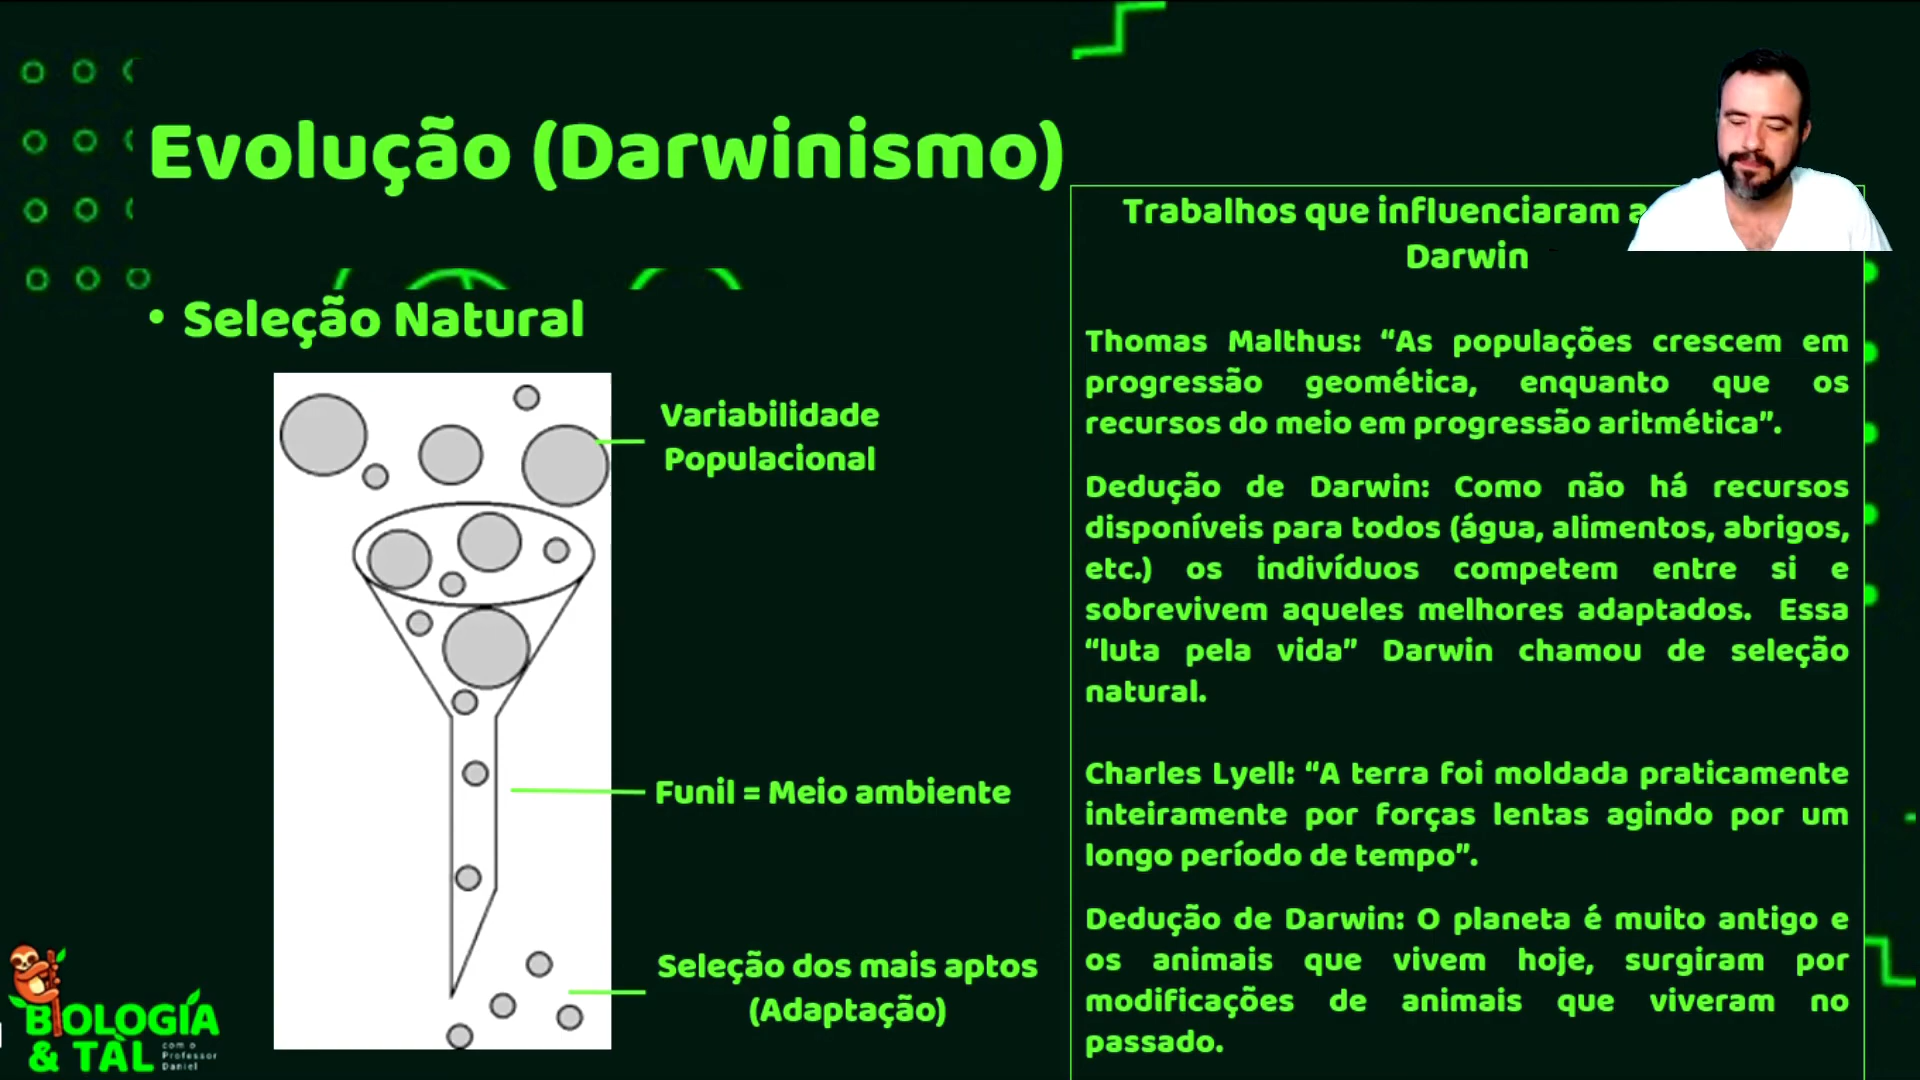 Evolução (Darwinismo)
• Seleção Natural
Variabilidade
Populacional
Funil = Meio ambiente
Seleção dos mais aptos
(Adaptação)
Trabalhos que influenciaram
Darwin
Thomas Malthus: “As populações crescem em
progressão geomética, enquanto que os
recursos do meio em progressão aritmética”.
Dedução de Darwin: Como não há recursos
disponíveis para todos (água, alimentos, abrigos,
etc.) os indivíduos competem entre si e
sobrevivem aqueles melhores adaptados. Essa
“luta pela vida” Darwin chamou de seleção
natural.
Charles Lyell: “A terra foi moldada praticamente
inteiramente por forças lentas agindo por um
longo período de tempo”.
Dedução de Darwin: O planeta é muito antigo e
os animais que vivem hoje, surgiram por
modificações de animais que viveram no
passado.
BIOLOGIA
& TAL
com o
Professor
Daniel